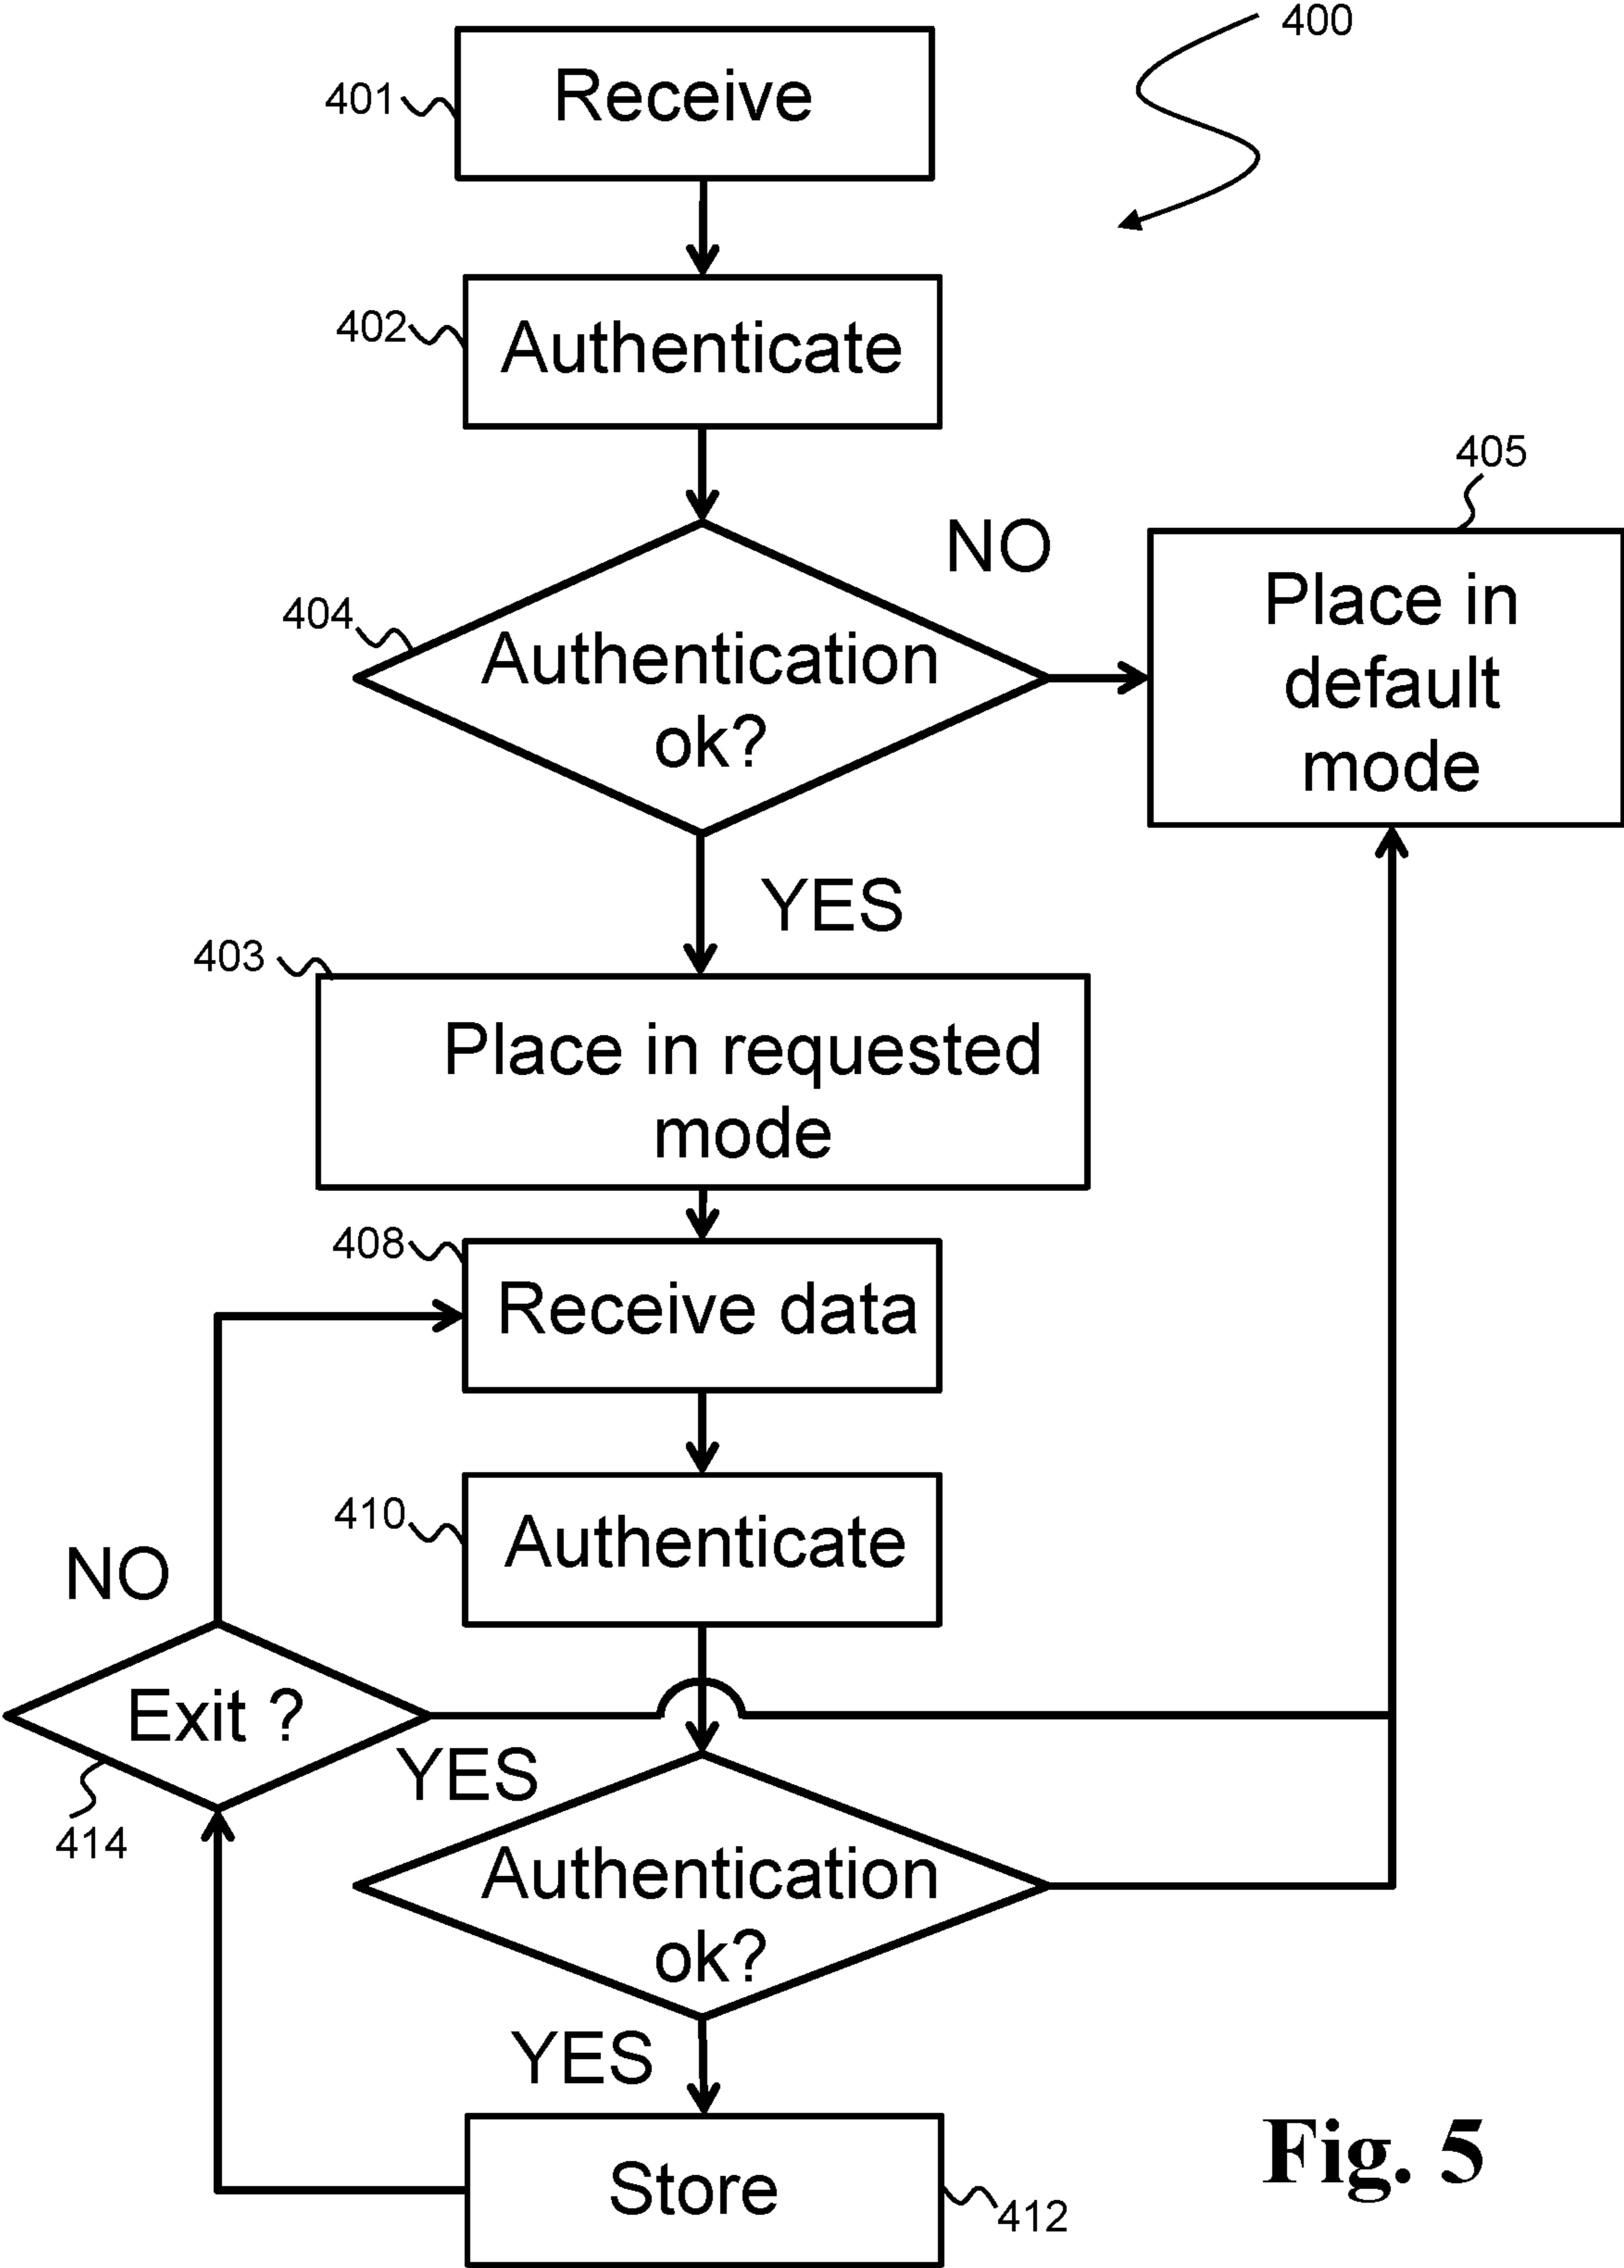 400
401
Receive
402
Authenticate
405
NO
Place in
default
mode
404
Authentication
ok?
YES
403
Place in requested
mode
408
Receive data
410
Authenticate
NO
Exit ?
YES
414
Authentication
ok?
YES
Store
412
Fig. 5